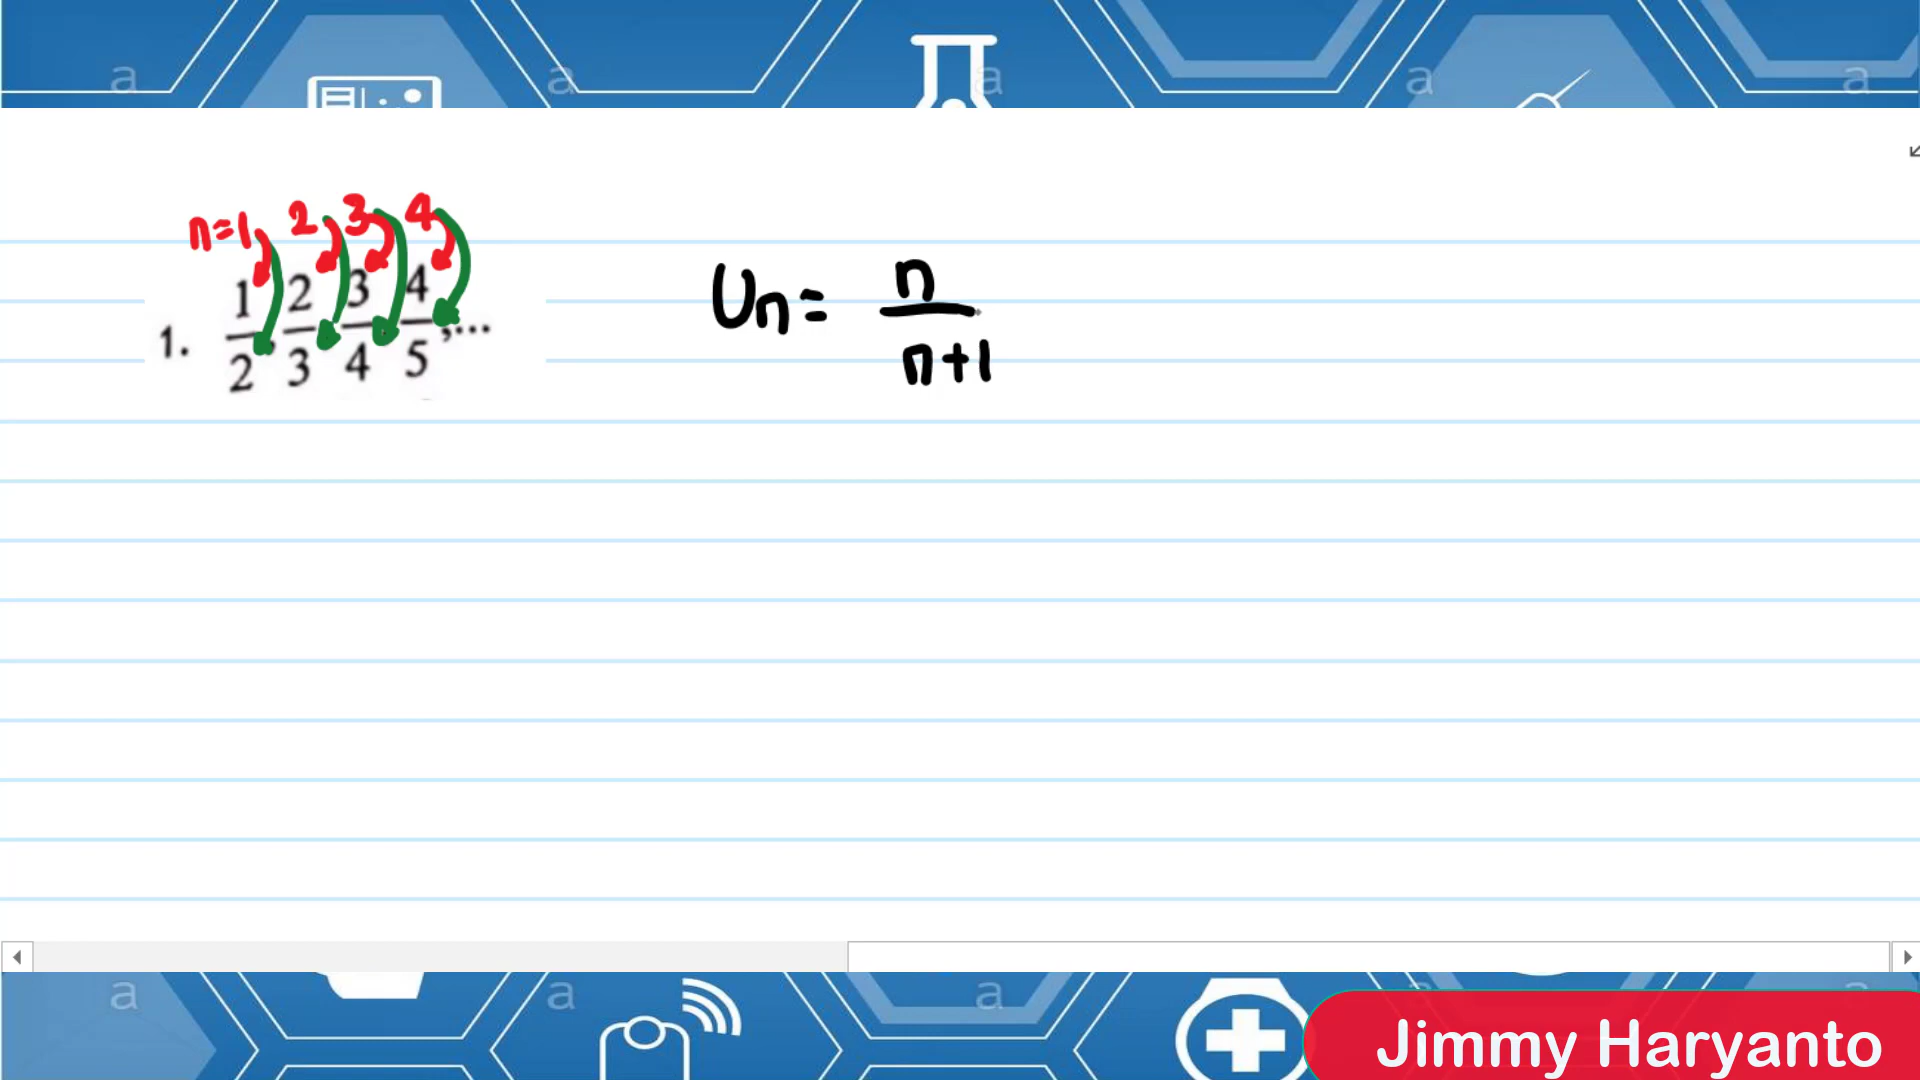 a a a a a
n=1 2 3 4
1. 1/2, 2/3, 3/4, 4/5, ...
Un = n/(n+1)
a a a a a
Jimmy Haryanto